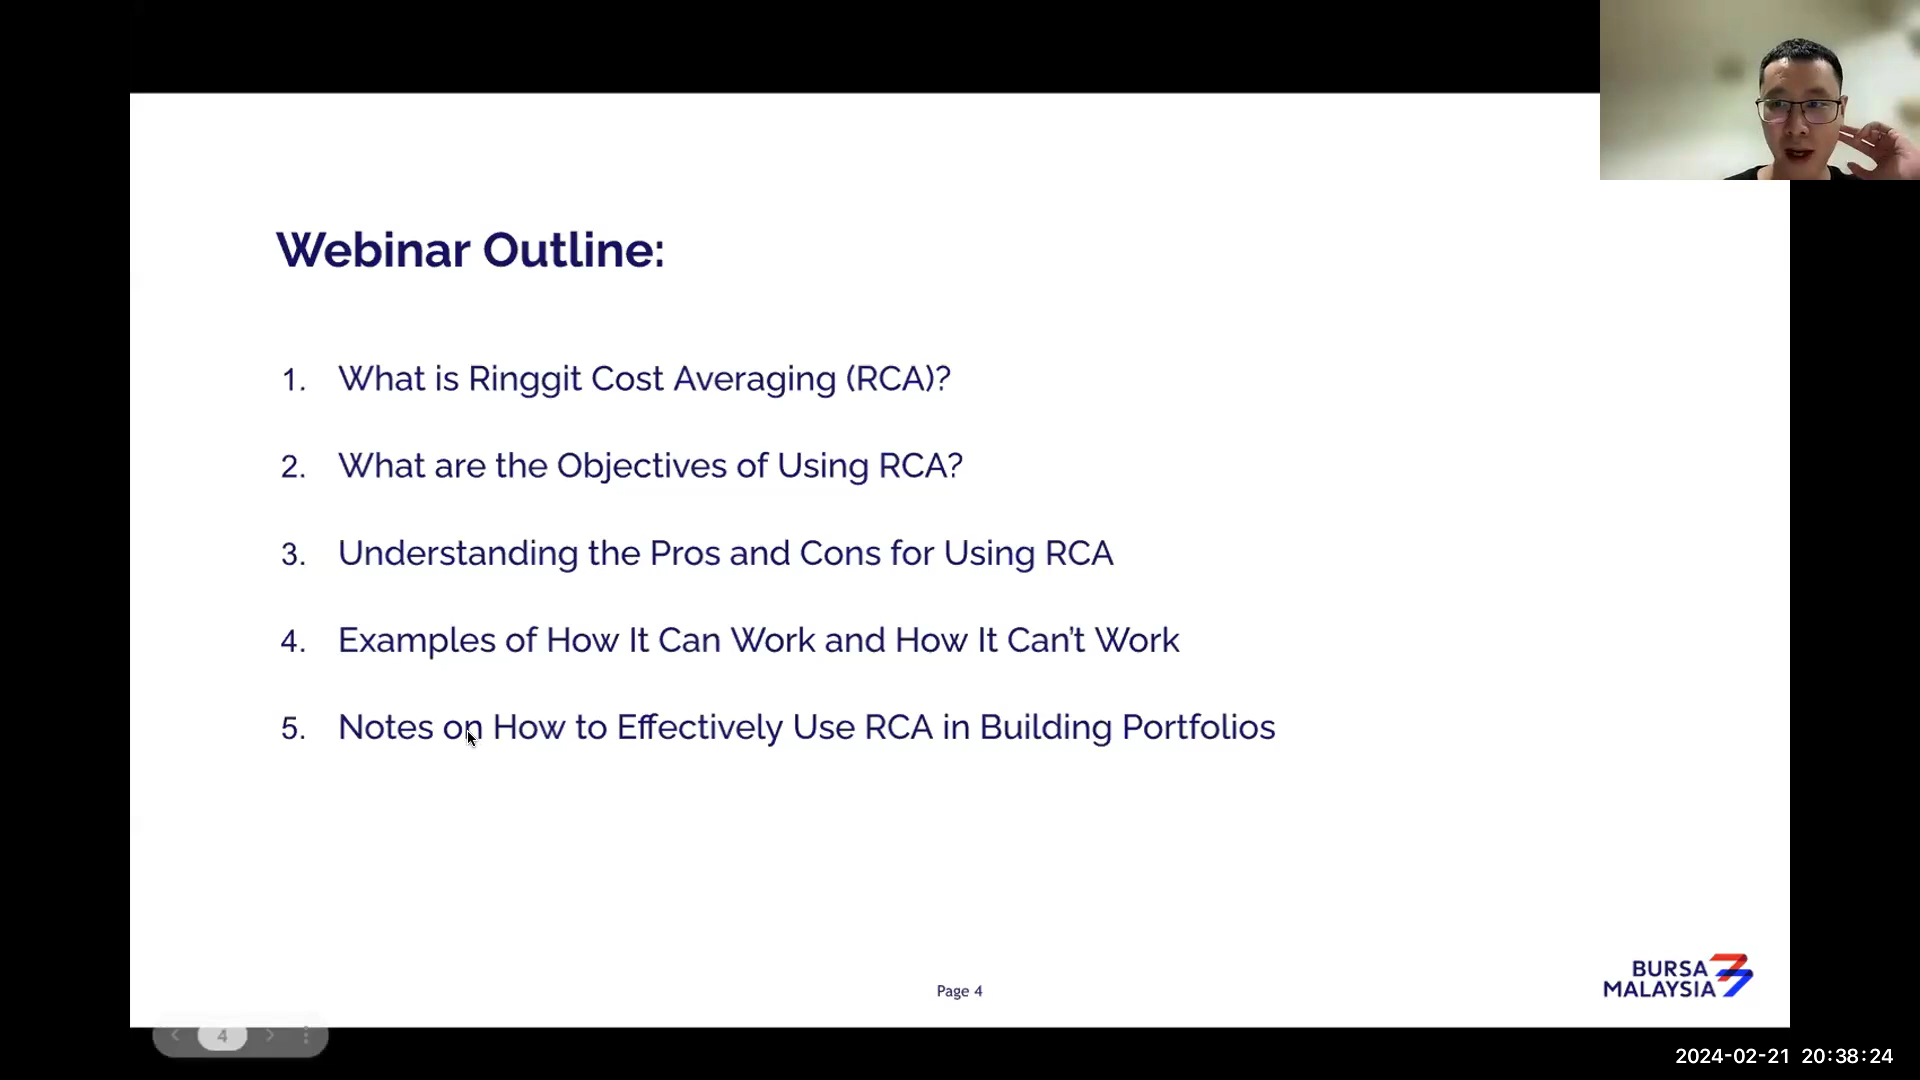 Webinar Outline:
1. What is Ringgit Cost Averaging (RCA)?
2. What are the Objectives of Using RCA?
3. Understanding the Pros and Cons for Using RCA
4. Examples of How It Can Work and How It Can't Work
5. Notes on How to Effectively Use RCA in Building Portfolios
BURSA
MALAYSIA
Page 4
4
2024-02-21 20:38:24